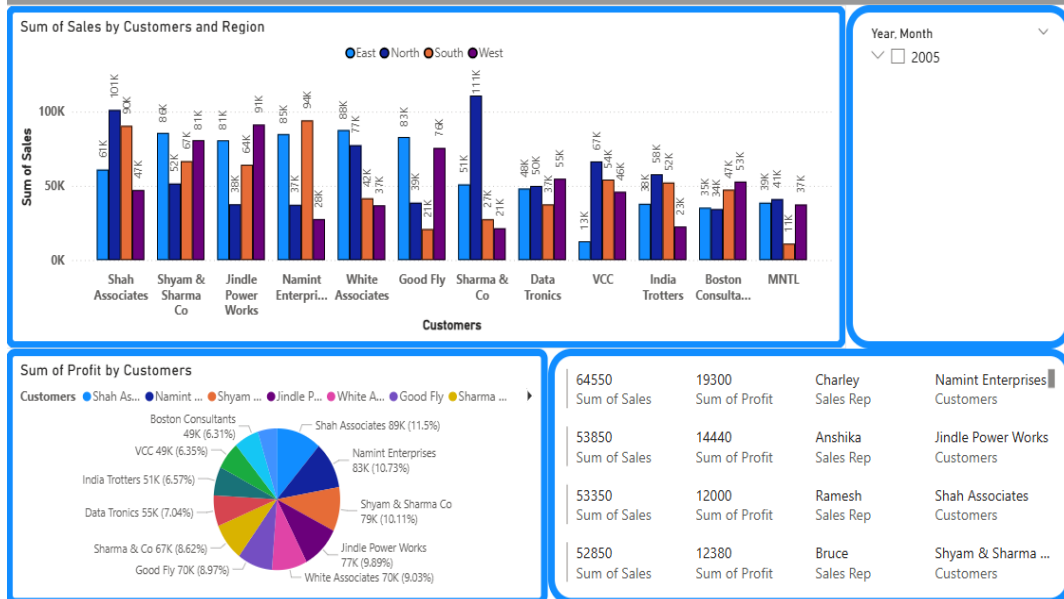 Sum of Sales by Customers and Region
East North South West
Sum of Sales
100K
50K
0K
61K 101K 90K 47K
86K 52K 67K 81K
81K 38K 64K 91K
85K 37K 94K 28K
88K 77K 42K 37K
83K 39K 21K 76K
51K 111K 27K 21K
48K 50K 37K 55K
13K 67K 54K 46K
38K 58K 52K 23K
35K 34K 47K 53K
39K 41K 11K 37K
Shah Associates
Shyam & Sharma Co
Jindle Power Works
Namint Enterpri...
White Associates
Good Fly
Sharma & Co
Data Tronics
VCC
India Trotters
Boston Consulta...
MNTL
Customers
Year, Month
2005
Sum of Profit by Customers
Customers Shah As... Namint ... Shyam ... Jindle P... White A... Good Fly Sharma ...
Shah Associates 89K (11.5%)
Namint Enterprises
83K (10.73%)
Shyam & Sharma Co
79K (10.11%)
Jindle Power Works
77K (9.89%)
White Associates 70K (9.03%)
Good Fly 70K (8.97%)
Sharma & Co 67K (8.62%)
Data Tronics 55K (7.04%)
India Trotters 51K (6.57%)
VCC 49K (6.35%)
Boston Consultants
49K (6.31%)
64550 19300 Charley Namint Enterprises
Sum of Sales Sum of Profit Sales Rep Customers
53850 14440 Anshika Jindle Power Works
Sum of Sales Sum of Profit Sales Rep Customers
53350 12000 Ramesh Shah Associates
Sum of Sales Sum of Profit Sales Rep Customers
52850 12380 Bruce Shyam & Sharma ...
Sum of Sales Sum of Profit Sales Rep Customers